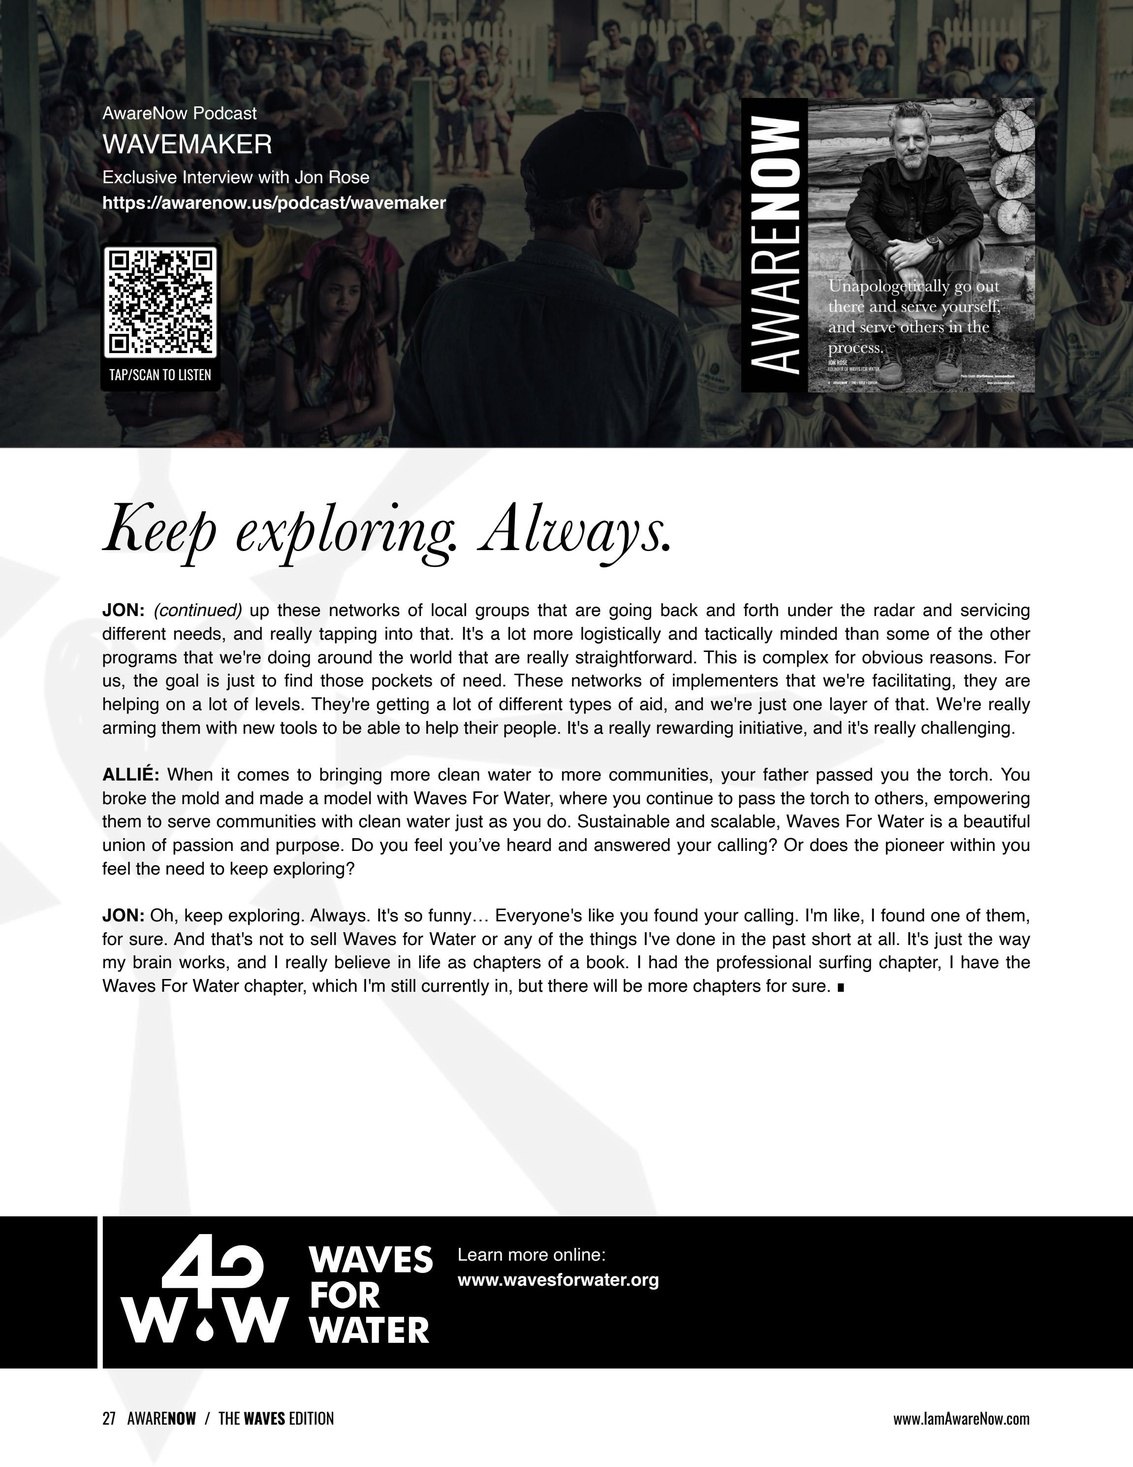 AwareNow Podcast
WAVEMAKER
Exclusive Interview with Jon Rose
https://awarenow.us/podcast/wavemaker
TAP/SCAN TO LISTEN
AWARENOW
Unapologetically go out
there and serve yourself,
and serve others in the
process.
JON ROSE
FOUNDER OF WAVES FOR WATER
Keep exploring. Always.
JON: (continued) up these networks of local groups that are going back and forth under the radar and servicing
different needs, and really tapping into that. It's a lot more logistically and tactically minded than some of the other
programs that we're doing around the world that are really straightforward. This is complex for obvious reasons. For
us, the goal is just to find those pockets of need. These networks of implementers that we're facilitating, they are
helping on a lot of levels. They're getting a lot of different types of aid, and we're just one layer of that. We're really
arming them with new tools to be able to help their people. It's a really rewarding initiative, and it's really challenging.
ALLIÉ: When it comes to bringing more clean water to more communities, your father passed you the torch. You
broke the mold and made a model with Waves For Water, where you continue to pass the torch to others, empowering
them to serve communities with clean water just as you do. Sustainable and scalable, Waves For Water is a beautiful
union of passion and purpose. Do you feel you’ve heard and answered your calling? Or does the pioneer within you
feel the need to keep exploring?
JON: Oh, keep exploring. Always. It's so funny… Everyone's like you found your calling. I'm like, I found one of them,
for sure. And that's not to sell Waves for Water or any of the things I've done in the past short at all. It's just the way
my brain works, and I really believe in life as chapters of a book. I had the professional surfing chapter, I have the
Waves For Water chapter, which I'm still currently in, but there will be more chapters for sure. ∎
4
W W
WAVES
FOR
WATER
Learn more online:
www.wavesforwater.org
27 AWARENOW / THE WAVES EDITION
www.IamAwareNow.com